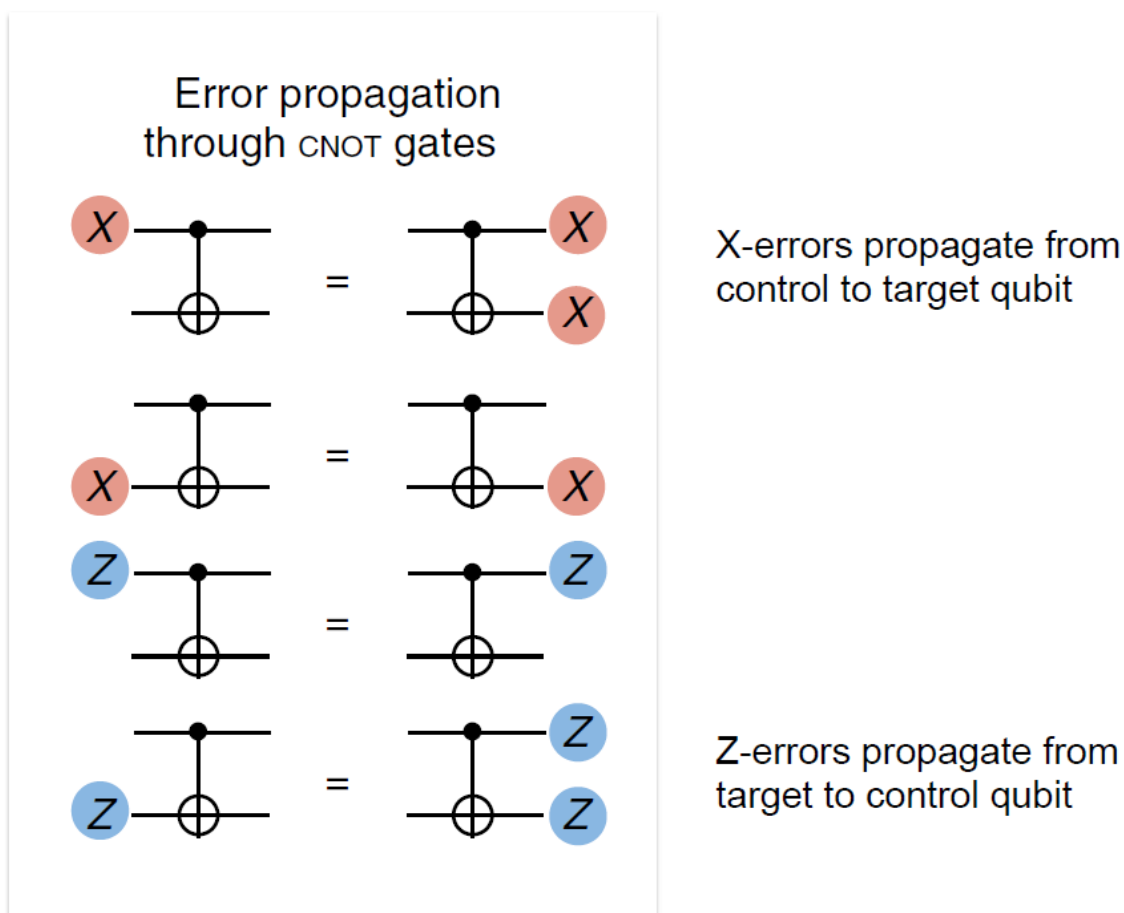 Error propagation
through CNOT gates
X
=
X
X
X-errors propagate from
control to target qubit
X
=
X
Z
=
Z
Z
=
Z
Z
Z-errors propagate from
target to control qubit